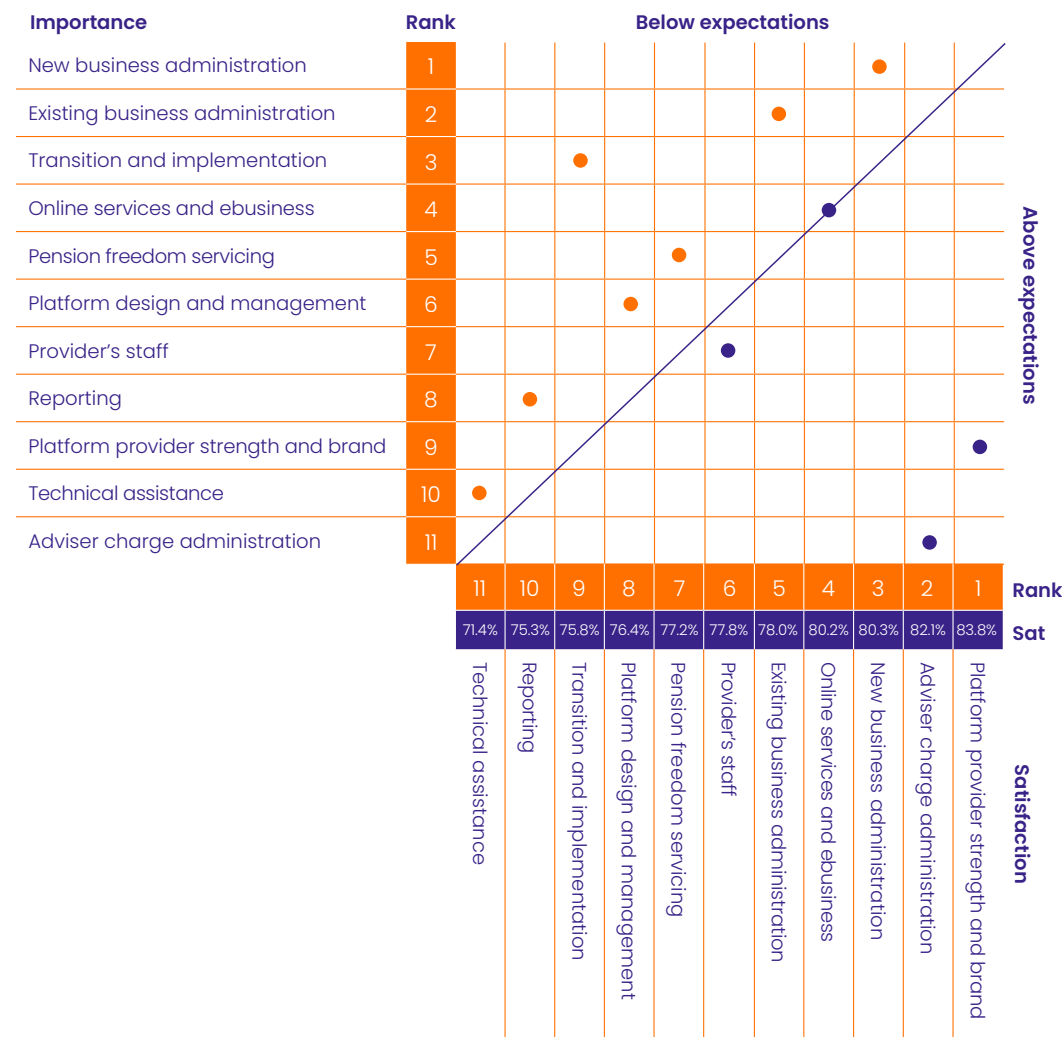 Importance Rank Below expectations
New business administration 1
Existing business administration 2
Transition and implementation 3
Online services and ebusiness 4
Pension freedom servicing 5
Platform design and management 6
Provider’s staff 7
Reporting 8
Platform provider strength and brand 9
Technical assistance 10
Adviser charge administration 11
Above expectations
11 10 9 8 7 6 5 4 3 2 1 Rank
71.4% 75.3% 75.8% 76.4% 77.2% 77.8% 78.0% 80.2% 80.3% 82.1% 83.8% Sat
Technical assistance
Reporting
Transition and implementation
Platform design and management
Pension freedom servicing
Provider’s staff
Existing business administration
Online services and ebusiness
New business administration
Adviser charge administration
Platform provider strength and brand
Satisfaction